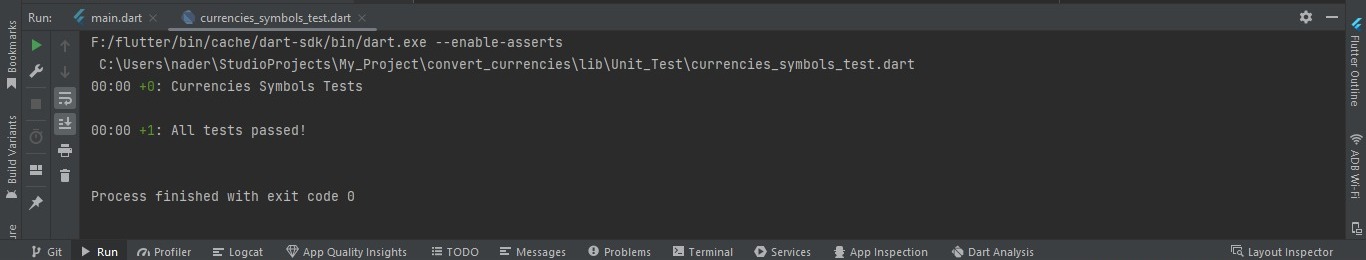 Run: main.dart currencies_symbols_test.dart
F:/flutter/bin/cache/dart-sdk/bin/dart.exe --enable-asserts
C:\Users\nader\StudioProjects\My_Project\convert_currencies\lib\Unit_Test\currencies_symbols_test.dart
00:00 +0: Currencies Symbols Tests
00:00 +1: All tests passed!
Process finished with exit code 0
Bookmarks
Build Variants
Flutter Outline
ADB Wi-Fi
Git Run Profiler Logcat App Quality Insights TODO Messages Problems Terminal Services App Inspection Dart Analysis Layout Inspector